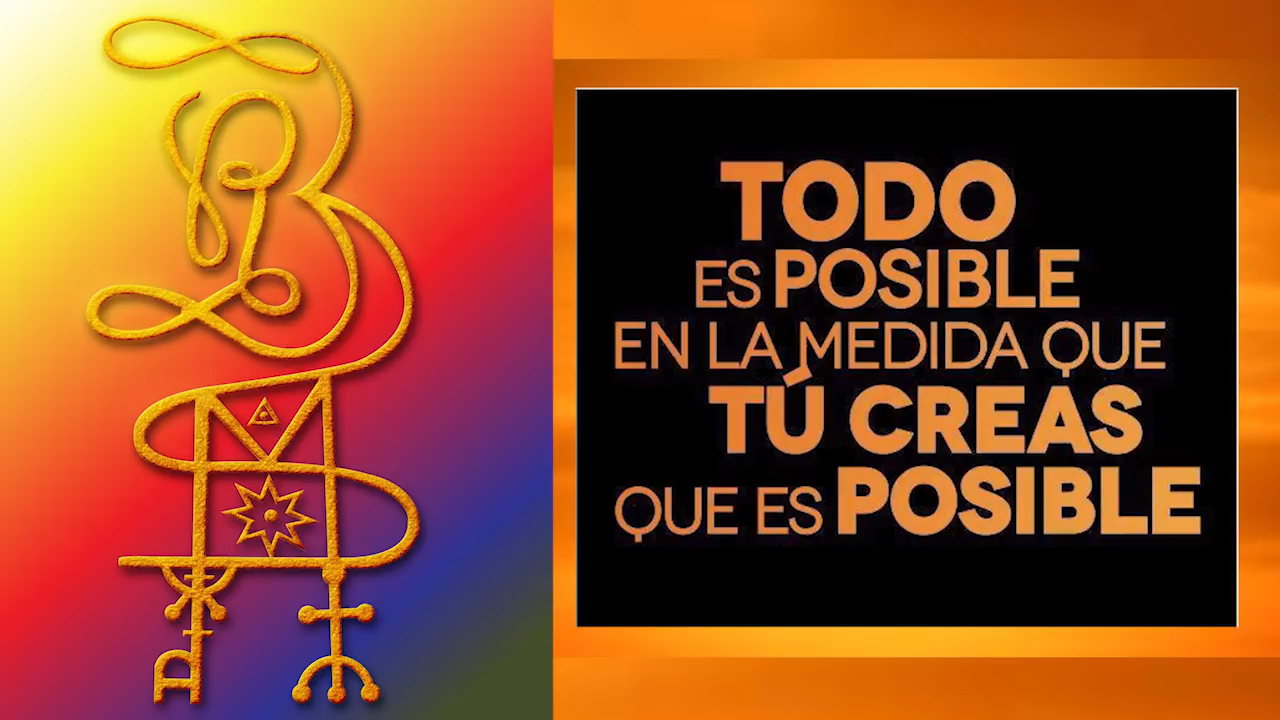 TODO
ES POSIBLE
EN LA MEDIDA QUE
TÚ CREAS
QUE ES POSIBLE